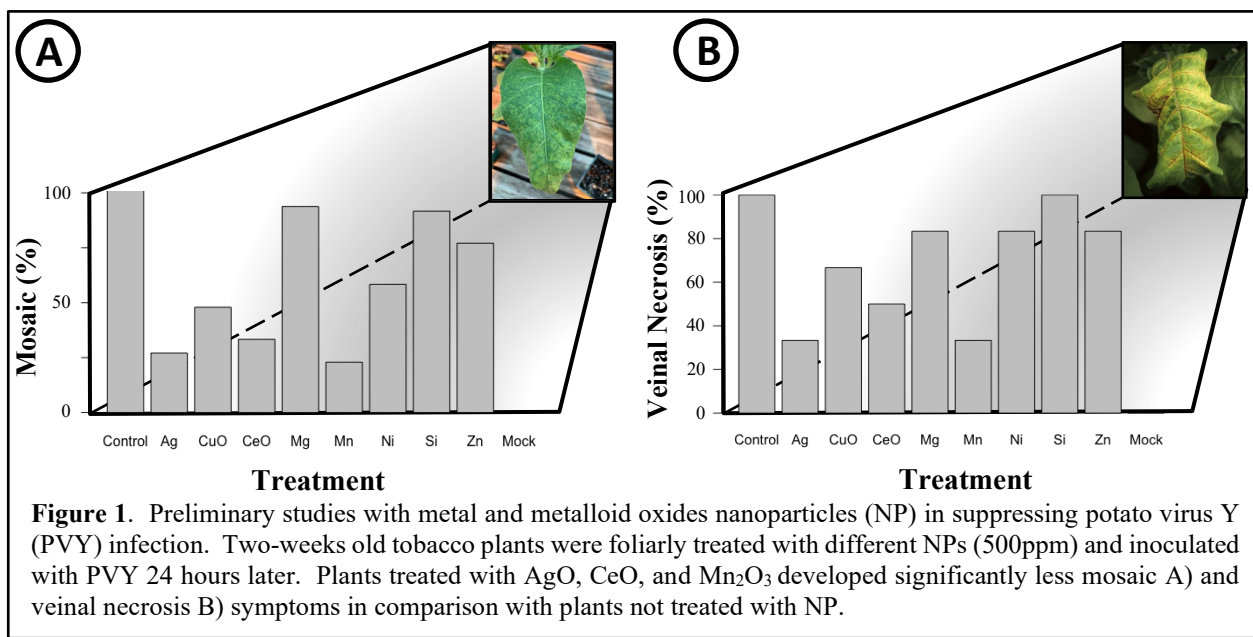 A
Mosaic (%)
100
50
0
Control Ag CuO CeO Mg Mn Ni Si Zn Mock
Treatment
B
Veinal Necrosis (%)
100
80
60
40
20
0
Control Ag CuO CeO Mg Mn Ni Si Zn Mock
Treatment
Figure 1. Preliminary studies with metal and metalloid oxides nanoparticles (NP) in suppressing potato virus Y
(PVY) infection. Two-weeks old tobacco plants were foliarly treated with different NPs (500ppm) and inoculated
with PVY 24 hours later. Plants treated with AgO, CeO, and Mn₂O₃ developed significantly less mosaic A) and
veinal necrosis B) symptoms in comparison with plants not treated with NP.